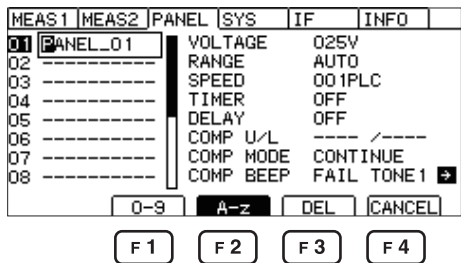 MEAS1 MEAS2 PANEL SYS IF INFO
01 PANEL_01 VOLTAGE 025V
02 ---------- RANGE AUTO
03 ---------- SPEED 001PLC
04 ---------- TIMER OFF
05 ---------- DELAY OFF
06 ---------- COMP U/L ---- /----
07 ---------- COMP MODE CONTINUE
08 ---------- COMP BEEP FAIL TONE1
0-9 A-z DEL CANCEL
F1 F2 F3 F4